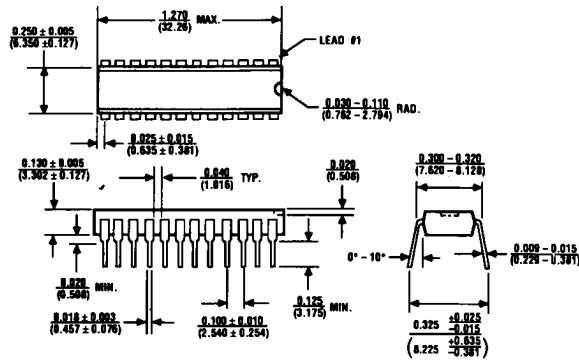 1.270 MAX.
(32.26)
0.250 ± 0.005
(6.350 ± 0.127)
LEAD #1
0.030 – 0.110 RAD.
(0.762 – 2.794)
0.025 ± 0.015
(0.635 ± 0.381)
0.130 ± 0.005
(3.302 ± 0.127)
0.040 TYP.
(1.016)
0.020
(0.508)
0.300 – 0.320
(7.620 – 8.128)
0° – 10°
0.009 – 0.015
(0.229 – 0.381)
0.020 MIN.
(0.508)
0.125 MIN.
(3.175)
0.018 ± 0.003
(0.457 ± 0.076)
0.100 ± 0.010
(2.540 ± 0.254)
0.325 +0.025 -0.015
(8.225 +0.635 -0.381)